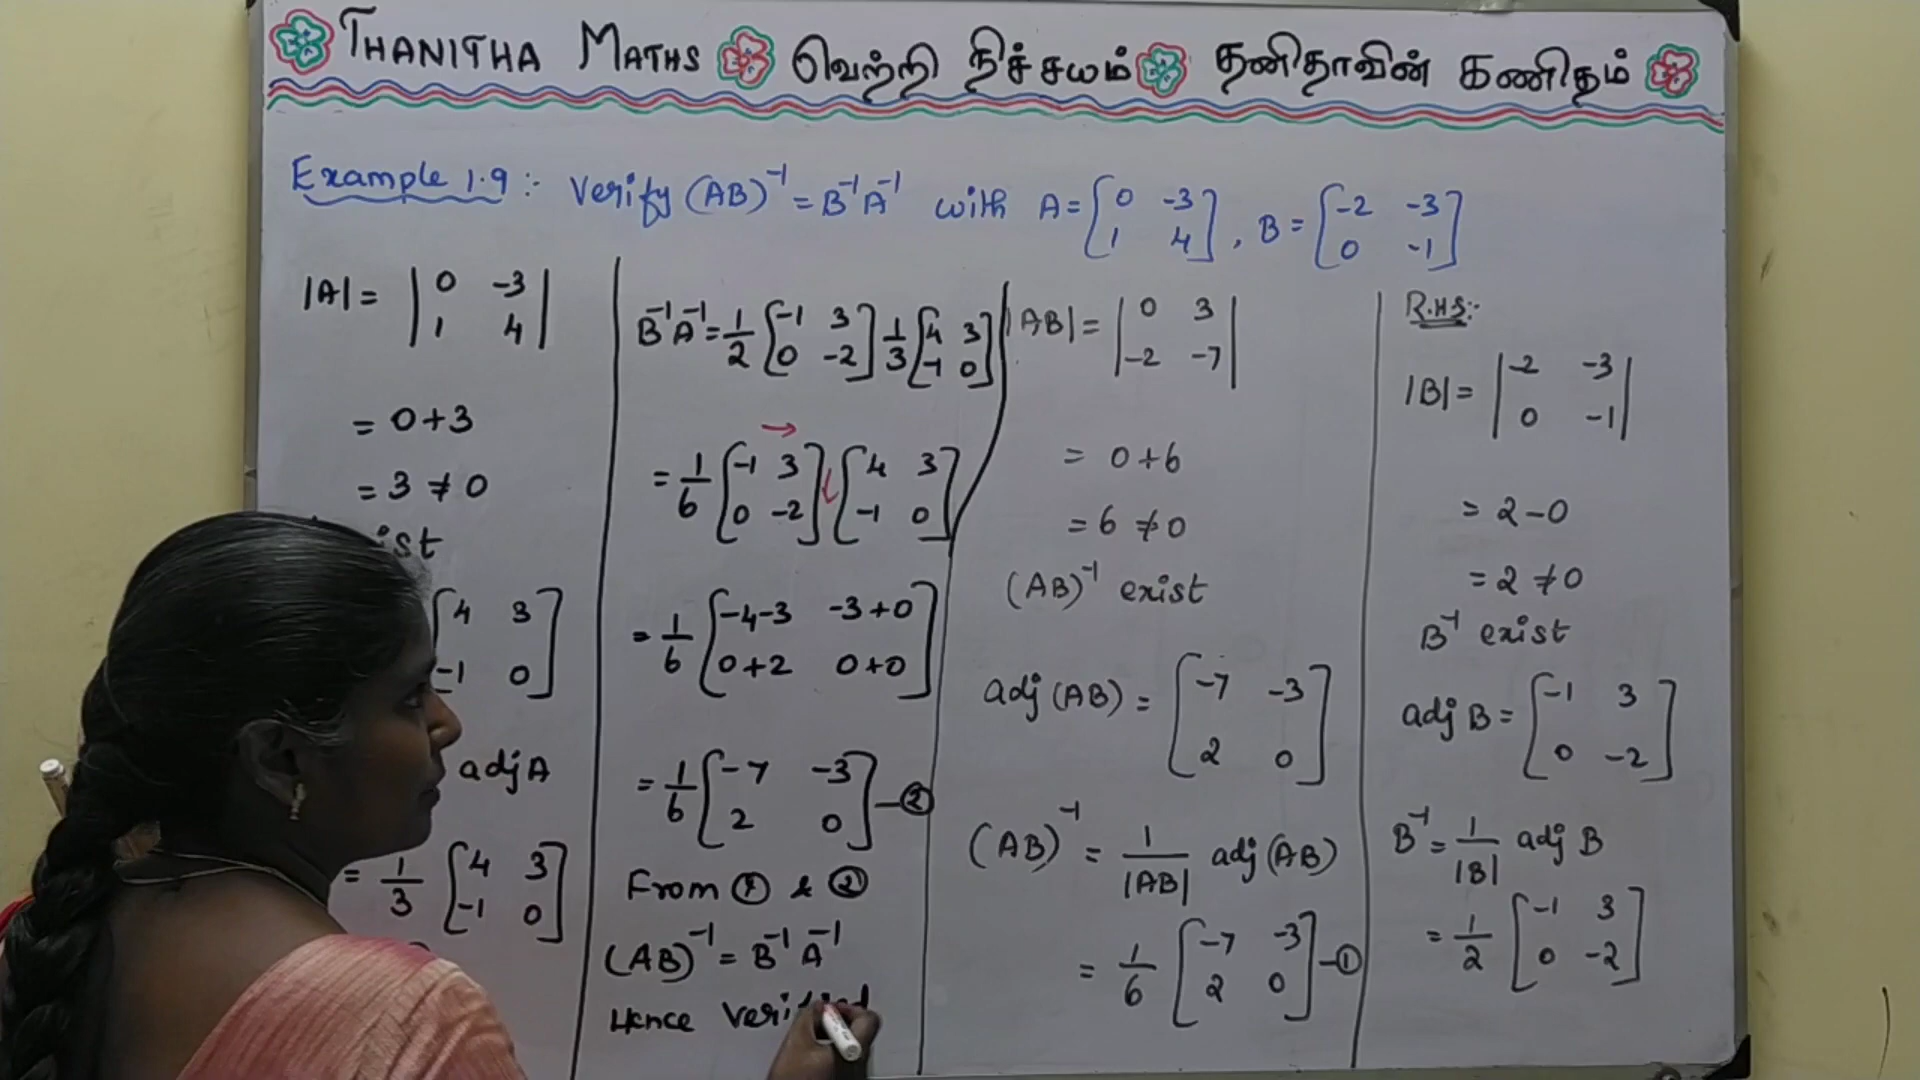 THANITHA MATHS வெற்றி நிச்சயம் தனிதாவின் கணிதம்
Example 1.9 :- Verify (AB)⁻¹ = B⁻¹A⁻¹ with A = [0 -3; 1 4], B = [-2 -3; 0 -1]
|A| = |0 -3; 1 4|
= 0+3
= 3 ≠ 0
[4 3; -1 0]
adj A
= 1/3 [4 3; -1 0]
B⁻¹A⁻¹ = 1/2 [-1 3; 0 -2] 1/3 [4 3; -1 0]
= 1/6 [-1 3; 0 -2] [4 3; -1 0]
= 1/6 [-4-3 -3+0; 0+2 0+0]
= 1/6 [-7 -3; 2 0] — ②
From ① & ②
(AB)⁻¹ = B⁻¹ A⁻¹
Hence Verified
|AB| = |0 3; -2 -7|
= 0+6
= 6 ≠ 0
(AB)⁻¹ exist
adj (AB) = [-7 -3; 2 0]
(AB)⁻¹ = 1/|AB| adj (AB)
= 1/6 [-7 -3; 2 0] — ①
R.H.S:-
|B| = |-2 -3; 0 -1|
= 2-0
= 2 ≠ 0
B⁻¹ exist
adj B = [-1 3; 0 -2]
B⁻¹ = 1/|B| adj B
= 1/2 [-1 3; 0 -2]